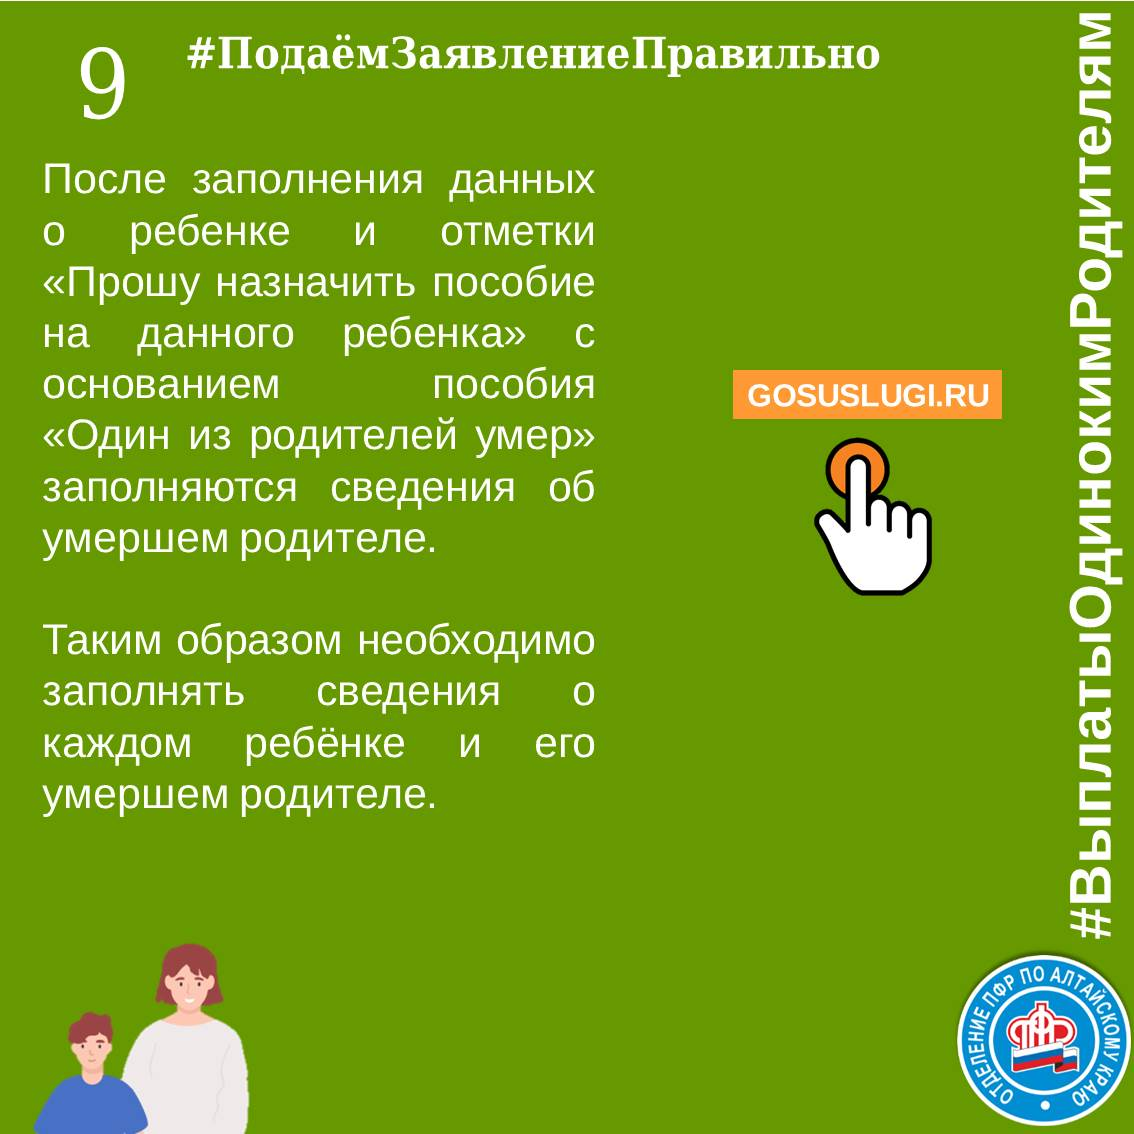 9
#ПодаёмЗаявлениеПравильно
После заполнения данных
о ребенке и отметки
«Прошу назначить пособие
на данного ребенка» с
основанием пособия
«Один из родителей умер»
заполняются сведения об
умершем родителе.
Таким образом необходимо
заполнять сведения о
каждом ребёнке и его
умершем родителе.
GOSUSLUGI.RU
#ВыплатыОдинокимРодителям
ОТДЕЛЕНИЕ ПФР ПО АЛТАЙСКОМУ КРАЮ